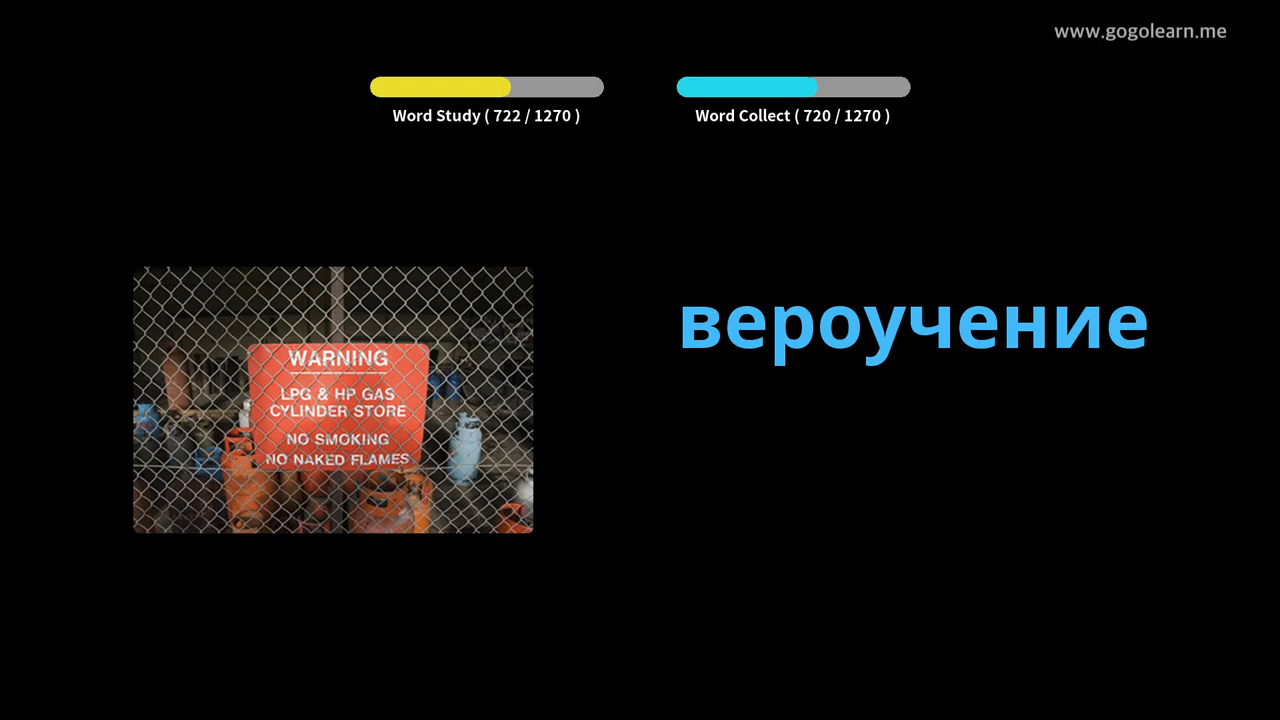 www.gogolearn.me
Word Study ( 722 / 1270 )
Word Collect ( 720 / 1270 )
вероучение
WARNING
LPG & HP GAS
CYLINDER STORE
NO SMOKING
NO NAKED FLAMES